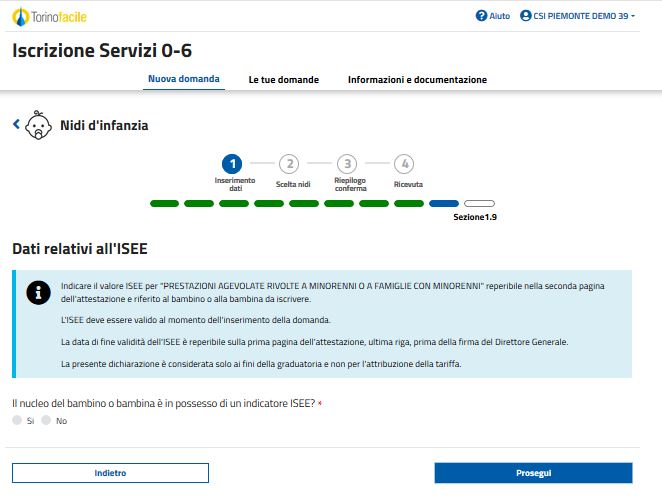 Torinofacile
Aiuto
CSI PIEMONTE DEMO 39
Iscrizione Servizi 0-6
Nuova domanda
Le tue domande
Informazioni e documentazione
Nidi d'infanzia
1
2
3
4
Inserimento
dati
Scelta nidi
Riepilogo
conferma
Ricevuta
Sezione1.9
Dati relativi all'ISEE
Indicare il valore ISEE per "PRESTAZIONI AGEVOLATE RIVOLTE A MINORENNI O A FAMIGLIE CON MINORENNI" reperibile nella seconda pagina
dell'attestazione e riferito al bambino o alla bambina da iscrivere.
L'ISEE deve essere valido al momento dell'inserimento della domanda.
La data di fine validità dell'ISEE è reperibile sulla prima pagina dell'attestazione, ultima riga, prima della firma del Direttore Generale.
La presente dichiarazione è considerata solo ai fini della graduatoria e non per l'attribuzione della tariffa.
Il nucleo del bambino o bambina è in possesso di un indicatore ISEE? *
Si
No
Indietro
Prosegui